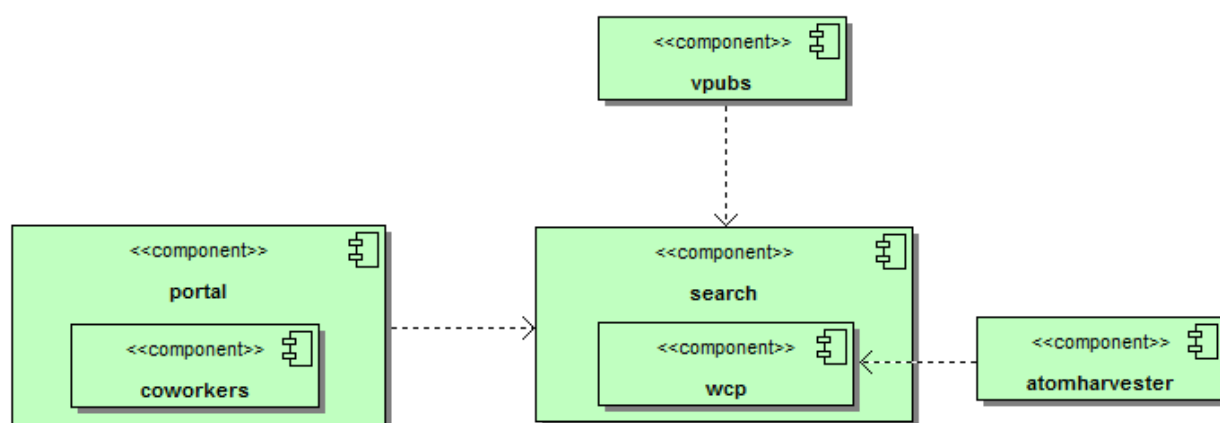 <<component>>
vpubs
<<component>>
portal
<<component>>
coworkers
<<component>>
search
<<component>>
wcp
<<component>>
atomharvester